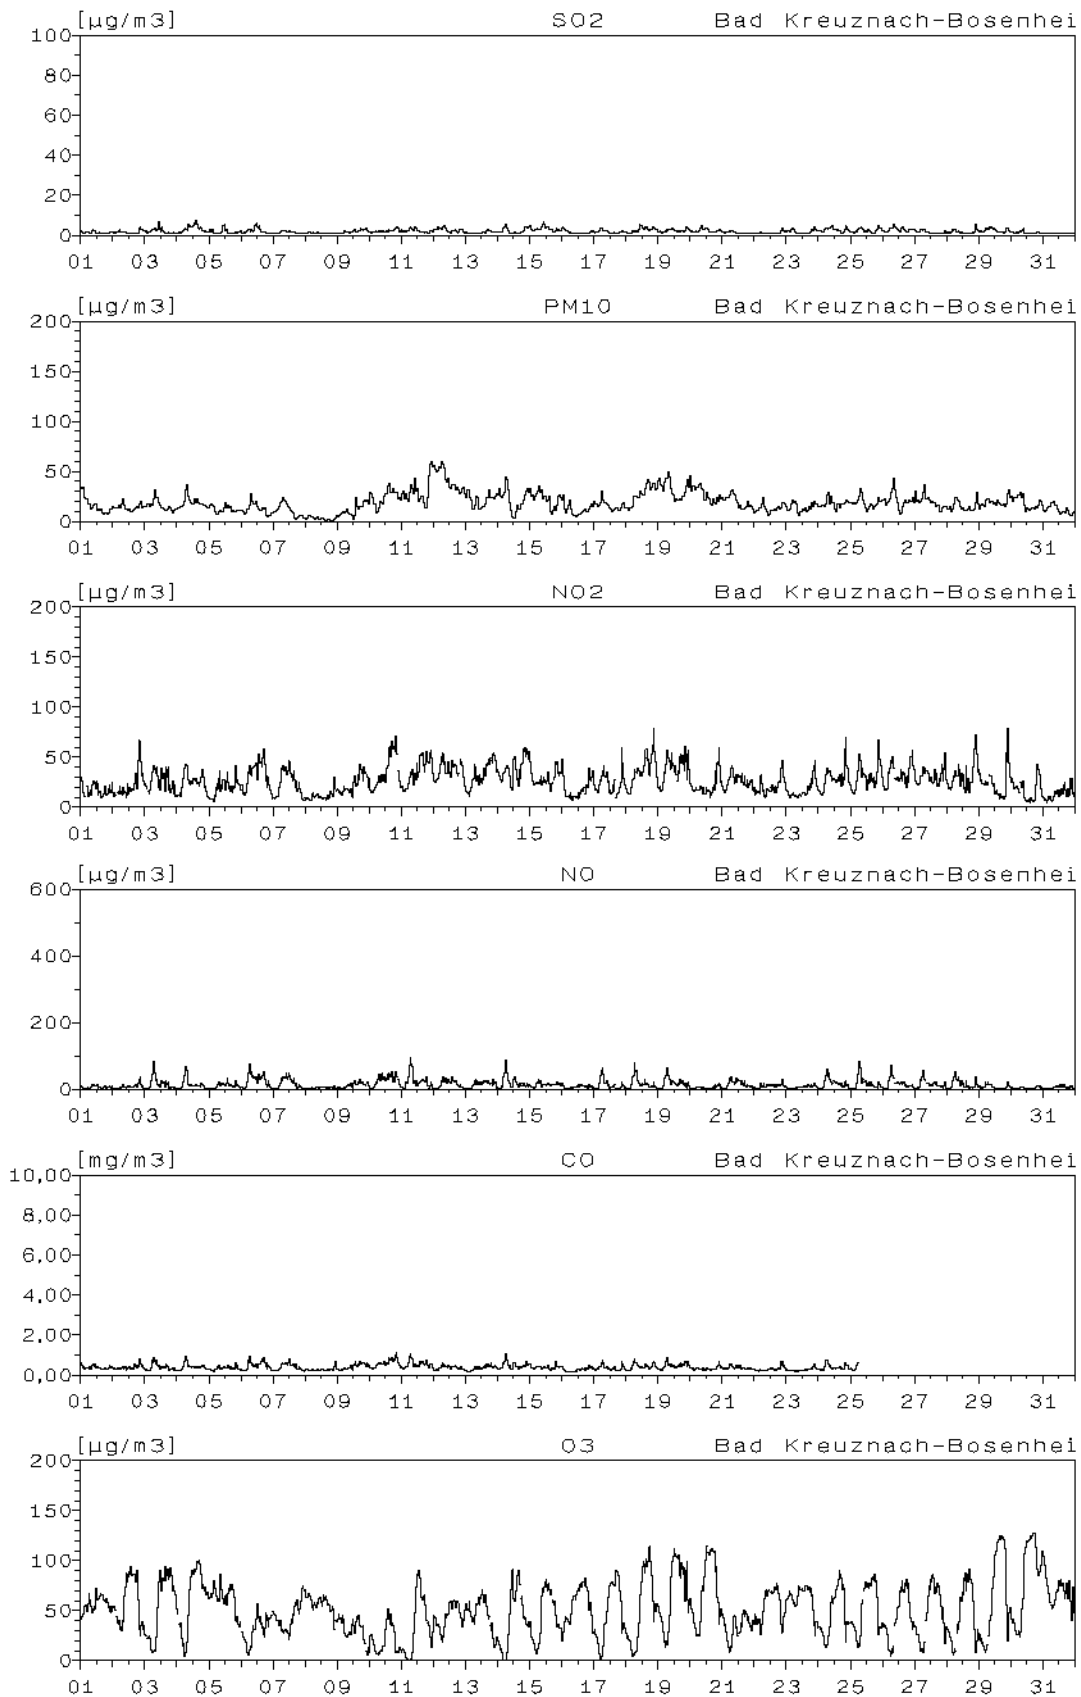 [µg/m3] SO2 Bad Kreuznach-Bosenhei
100
80
60
40
20
0
01 03 05 07 09 11 13 15 17 19 21 23 25 27 29 31
[µg/m3] PM10 Bad Kreuznach-Bosenhei
200
150
100
50
0
01 03 05 07 09 11 13 15 17 19 21 23 25 27 29 31
[µg/m3] NO2 Bad Kreuznach-Bosenhei
200
150
100
50
0
01 03 05 07 09 11 13 15 17 19 21 23 25 27 29 31
[µg/m3] NO Bad Kreuznach-Bosenhei
600
400
200
0
01 03 05 07 09 11 13 15 17 19 21 23 25 27 29 31
[mg/m3] CO Bad Kreuznach-Bosenhei
10,00
8,00
6,00
4,00
2,00
0,00
01 03 05 07 09 11 13 15 17 19 21 23 25 27 29 31
[µg/m3] O3 Bad Kreuznach-Bosenhei
200
150
100
50
0
01 03 05 07 09 11 13 15 17 19 21 23 25 27 29 31